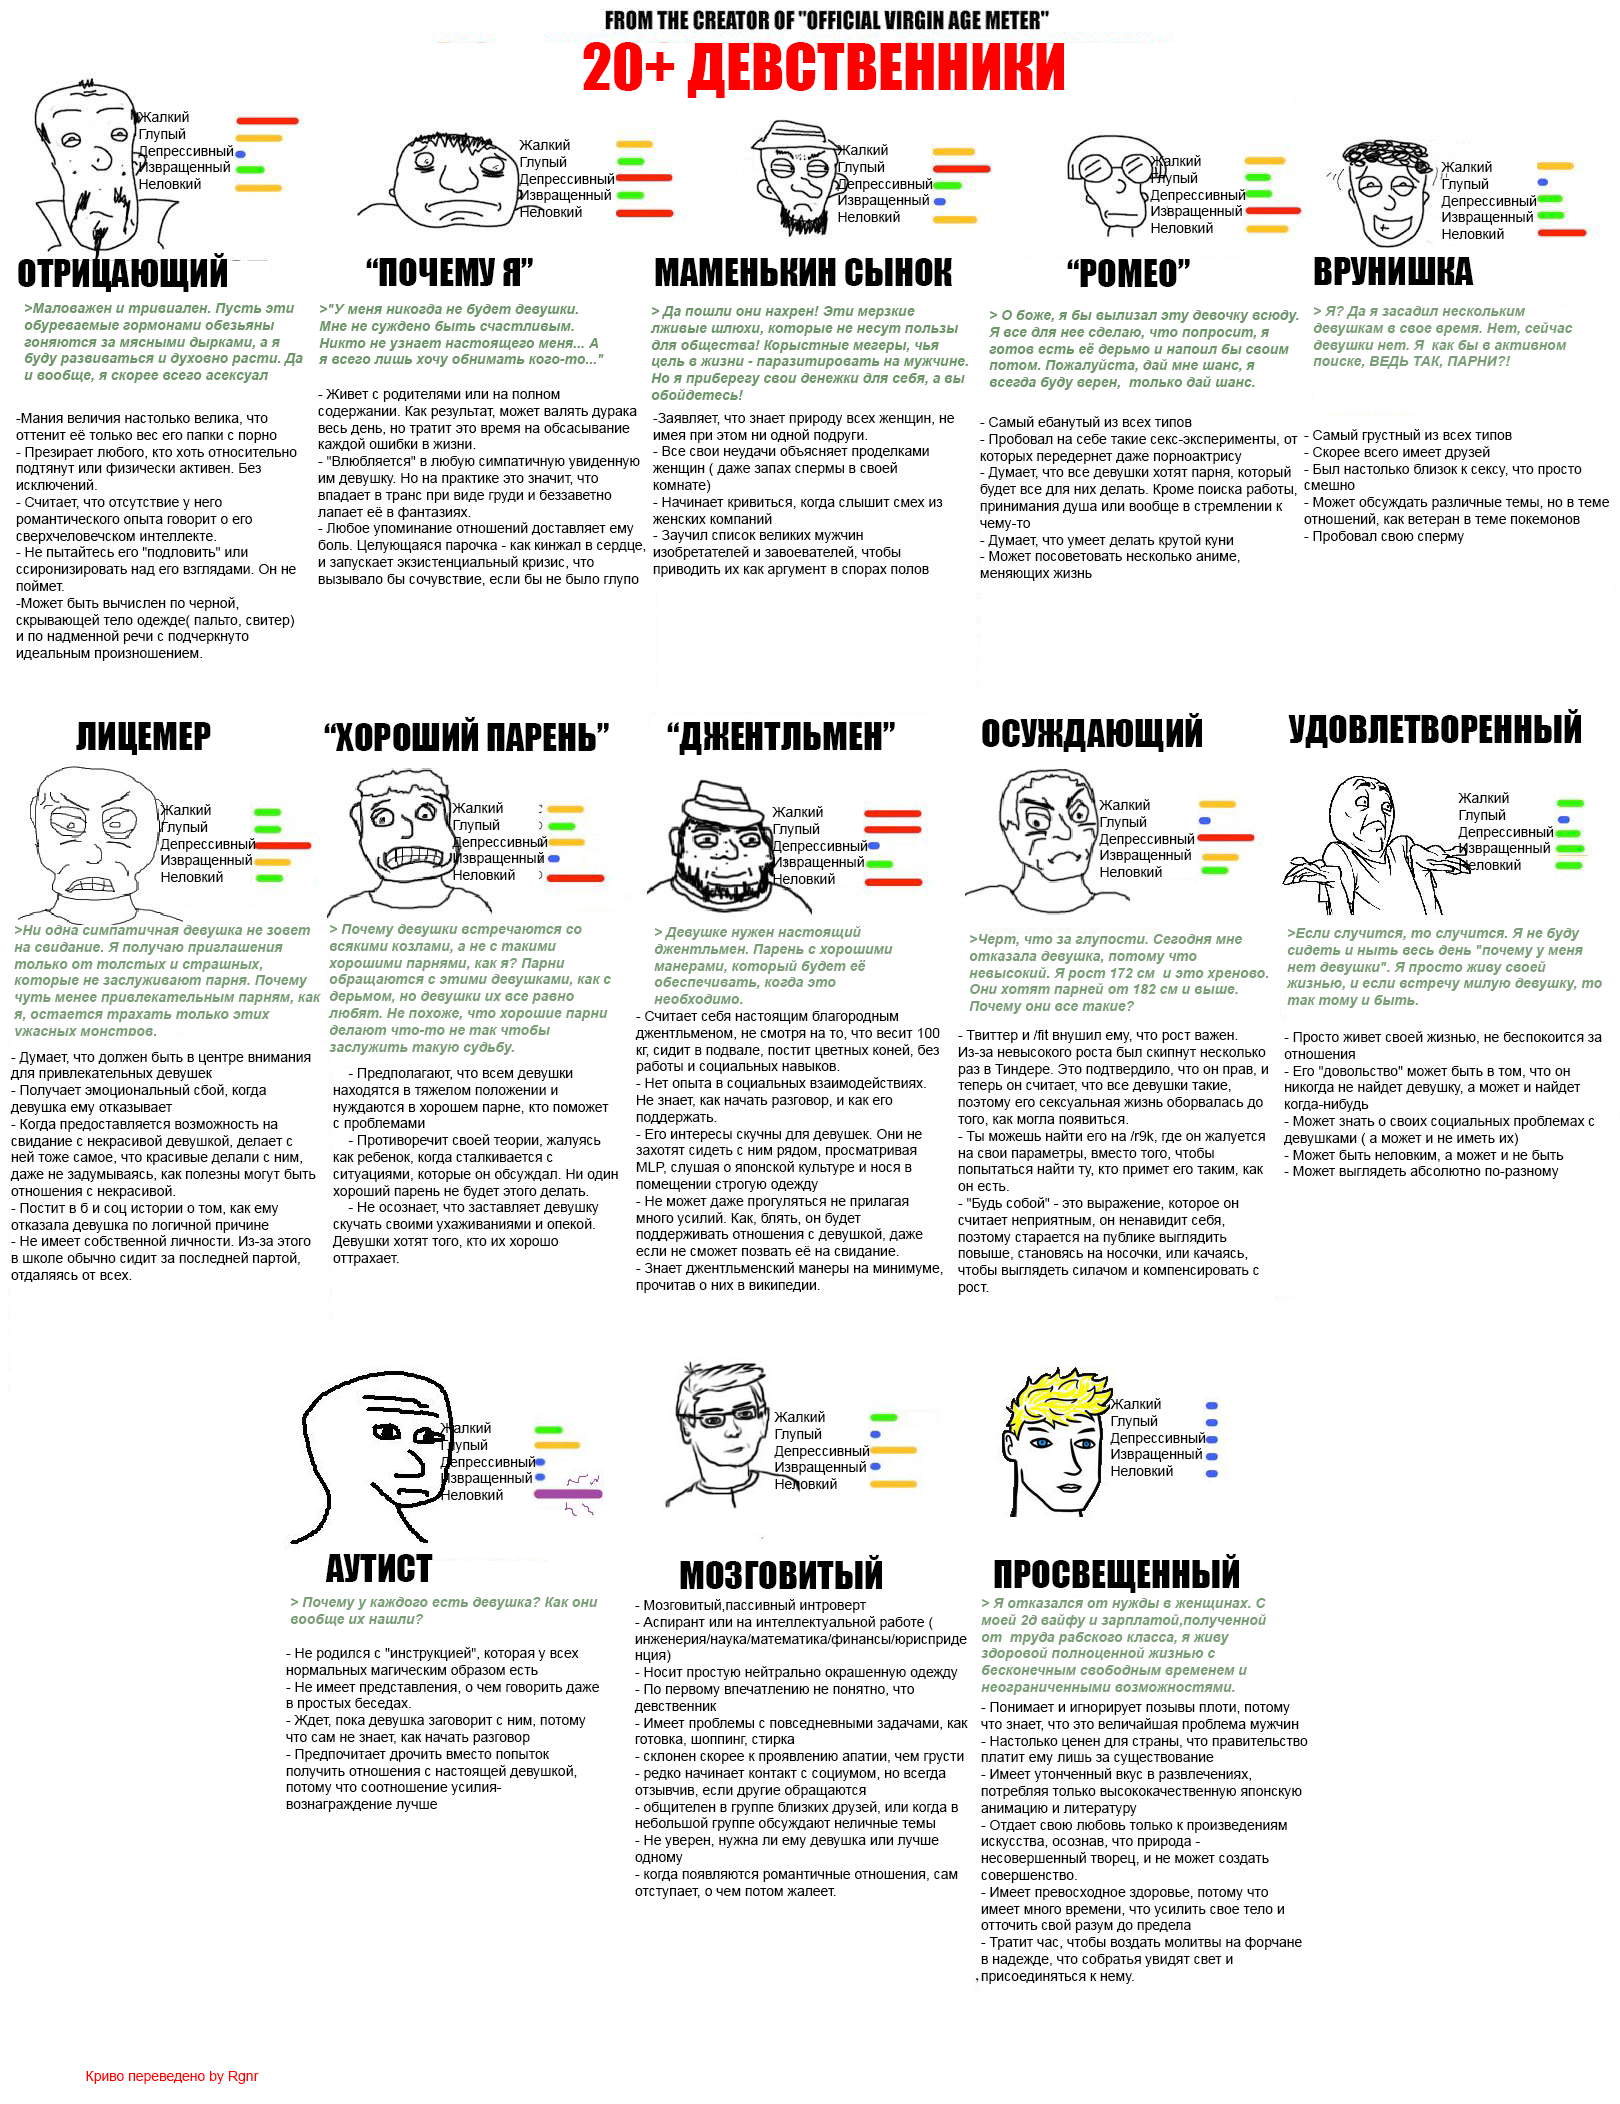 FROM THE CREATOR OF "OFFICIAL VIRGIN AGE METER"
20+ ДЕВСТВЕННИКИ
Жалкий
Глупый
Депрессивный
Извращенный
Неловкий
ОТРИЦАЮЩИЙ
>Маловажен и тривиален. Пусть эти
обуреваемые гормонами обезьяны
гоняются за мясными дырками, а я
буду развиваться и духовно расти. Да
и вообще, я скорее всего асексуал
-Мания величия настолько велика, что
оттенит её только вес его папки с порно
- Презирает любого, кто хоть относительно
подтянут или физически активен. Без
исключений.
- Считает, что отсутствие у него
романтического опыта говорит о его
сверхчеловечском интеллекте.
- Не пытайтесь его "подловить" или
ссиронизировать над его взглядами. Он не
поймет.
-Может быть вычислен по черной,
скрывающей тело одежде( пальто, свитер)
и по надменной речи с подчеркнуто
идеальным произношением.
Жалкий
Глупый
Депрессивный
Извращенный
Неловкий
“ПОЧЕМУ Я”
>"У меня никогда не будет девушки.
Мне не суждено быть счастливым.
Никто не узнает настоящего меня... А
я всего лишь хочу обнимать кого-то..."
- Живет с родителями или на полном
содержании. Как результат, может валять дурака
весь день, но тратит это время на обсасывание
каждой ошибки в жизни.
- "Влюбляется" в любую симпатичную увиденную
им девушку. Но на практике это значит, что
впадает в транс при виде груди и беззаветно
лапает её в фантазиях.
- Любое упоминание отношений доставляет ему
боль. Целующаяся парочка - как кинжал в сердце,
и запускает экзистенциальный кризис, что
вызывало бы сочувствие, если бы не было глупо
Жалкий
Глупый
Депрессивный
Извращенный
Неловкий
МАМЕНЬКИН СЫНОК
> Да пошли они нахрен! Эти мерзкие
лживые шлюхи, которые не несут пользы
для общества! Корыстные мегеры, чья
цель в жизни - паразитировать на мужчине.
Но я приберегу свои денежки для себя, а вы
обойдетесь!
-Заявляет, что знает природу всех женщин, не
имея при этом ни одной подруги.
- Все свои неудачи объясняет проделками
женщин ( даже запах спермы в своей
комнате)
- Начинает кривиться, когда слышит смех из
женских компаний
- Заучил список великих мужчин
изобретателей и завоевателей, чтобы
приводить их как аргумент в спорах полов
Жалкий
Глупый
Депрессивный
Извращенный
Неловкий
“РОМЕО”
> О боже, я бы вылизал эту девочку всюду.
Я все для нее сделаю, что попросит, я
готов есть её дерьмо и напоил бы своим
потом. Пожалуйста, дай мне шанс, я
всегда буду верен, только дай шанс.
- Самый ебанутый из всех типов
- Пробовал на себе такие секс-эксперименты, от
которых передернет даже порноактрису
- Думает, что все девушки хотят парня, который
будет все для них делать. Кроме поиска работы,
принимания душа или вообще в стремлении к
чему-то
- Думает, что умеет делать крутой куни
- Может посоветовать несколько аниме,
меняющих жизнь
Жалкий
Глупый
Депрессивный
Извращенный
Неловкий
ВРУНИШКА
> Я? Да я засадил нескольким
девушкам в свое время. Нет, сейчас
девушки нет. Я как бы в активном
поиске, ВЕДЬ ТАК, ПАРНИ?!
- Самый грустный из всех типов
- Скорее всего имеет друзей
- Был настолько близок к сексу, что просто
смешно
- Может обсуждать различные темы, но в теме
отношений, как ветеран в теме покемонов
- Пробовал свою сперму
ЛИЦЕМЕР
Жалкий
Глупый
Депрессивный
Извращенный
Неловкий
>Ни одна симпатичная девушка не зовет
на свидание. Я получаю приглашения
только от толстых и страшных,
которые не заслуживают парня. Почему
чуть менее привлекательным парням, как
я, остается трахать только этих
ужасных монстров.
- Думает, что должен быть в центре внимания
для привлекательных девушек
- Получает эмоциональный сбой, когда
девушка ему отказывает
- Когда предоставляется возможность на
свидание с некрасивой девушкой, делает с
ней тоже самое, что красивые делали с ним,
даже не задумываясь, как полезны могут быть
отношения с некрасивой.
- Постит в б и соц истории о том, как ему
отказала девушка по логичной причине
- Не имеет собственной личности. Из-за этого
в школе обычно сидит за последней партой,
отдаляясь от всех.
“ХОРОШИЙ ПАРЕНЬ”
Жалкий
Глупый
Депрессивный
Извращенный
Неловкий
> Почему девушки встречаются со
всякими козлами, а не с такими
хорошими парнями, как я? Парни
обращаются с этими девушками, как с
дерьмом, но девушки их все равно
любят. Не похоже, что хорошие парни
делают что-то не так чтобы
заслужить такую судьбу.
- Предполагают, что всем девушки
находятся в тяжелом положении и
нуждаются в хорошем парне, кто поможет
с проблемами
- Противоречит своей теории, жалуясь
как ребенок, когда сталкивается с
ситуациями, которые он обсуждал. Ни один
хороший парень не будет этого делать.
- Не осознает, что заставляет девушку
скучать своими ухаживаниями и опекой.
Девушки хотят того, кто их хорошо
оттрахает.
“ДЖЕНТЛЬМЕН”
Жалкий
Глупый
Депрессивный
Извращенный
Неловкий
> Девушке нужен настоящий
джентльмен. Парень с хорошими
манерами, который будет её
обеспечивать, когда это
необходимо.
- Считает себя настоящим благородным
джентльменом, не смотря на то, что весит 100
кг, сидит в подвале, постит цветных коней, без
работы и социальных навыков.
- Нет опыта в социальных взаимодействиях.
Не знает, как начать разговор, и как его
поддержать.
- Его интересы скучны для девушек. Они не
захотят сидеть с ним рядом, просматривая
MLP, слушая о японской культуре и нося в
помещении строгую одежду
- Не может даже прогуляться не прилагая
много усилий. Как, блять, он будет
поддерживать отношения с девушкой, даже
если не сможет позвать её на свидание.
- Знает джентльменский манеры на минимуме,
прочитав о них в википедии.
ОСУЖДАЮЩИЙ
Жалкий
Глупый
Депрессивный
Извращенный
Неловкий
>Черт, что за глупости. Сегодня мне
отказала девушка, потому что
невысокий. Я рост 172 см и это хреново.
Они хотят парней от 182 см и выше.
Почему они все такие?
- Твиттер и /fit внушил ему, что рост важен.
Из-за невысокого роста был скипнут несколько
раз в Тиндере. Это подтвердило, что он прав, и
теперь он считает, что все девушки такие,
поэтому его сексуальная жизнь оборвалась до
того, как могла появиться.
- Ты можешь найти его на /r9k, где он жалуется
на свои параметры, вместо того, чтобы
попытаться найти ту, кто примет его таким, как
он есть.
- "Будь собой" - это выражение, которое он
считает неприятным, он ненавидит себя,
поэтому старается на публике выглядить
повыше, становясь на носочки, или качаясь,
чтобы выглядеть силачом и компенсировать с
рост.
УДОВЛЕТВОРЕННЫЙ
Жалкий
Глупый
Депрессивный
Извращенный
Неловкий
>Если случится, то случится. Я не буду
сидеть и ныть весь день "почему у меня
нет девушки". Я просто живу своей
жизнью, и если встречу милую девушку, то
так тому и быть.
- Просто живет своей жизнью, не беспокоится за
отношения
- Его "довольство" может быть в том, что он
никогда не найдет девушку, а может и найдет
когда-нибудь
- Может знать о своих социальных проблемах с
девушками ( а может и не иметь их)
- Может быть неловким, а может и не быть
- Может выглядеть абсолютно по-разному
Жалкий
Глупый
Депрессивный
Извращенный
Неловкий
АУТИСТ
> Почему у каждого есть девушка? Как они
вообще их нашли?
- Не родился с "инструкцией", которая у всех
нормальных магическим образом есть
- Не имеет представления, о чем говорить даже
в простых беседах.
- Ждет, пока девушка заговорит с ним, потому
что сам не знает, как начать разговор
- Предпочитает дрочить вместо попыток
получить отношения с настоящей девушкой,
потому что соотношение усилия-
вознаграждение лучше
Жалкий
Глупый
Депрессивный
Извращенный
Неловкий
МОЗГОВИТЫЙ
- Мозговитый,пассивный интроверт
- Аспирант или на интеллектуальной работе (
инженерия/наука/математика/финансы/юриспруде
нция)
- Носит простую нейтрально окрашенную одежду
- По первому впечатлению не понятно, что
девственник
- Имеет проблемы с повседневными задачами, как
готовка, шоппинг, стирка
- склонен скорее к проявлению апатии, чем грусти
- редко начинает контакт с социумом, но всегда
отзывчив, если другие обращаются
- общителен в группе близких друзей, или когда в
небольшой группе обсуждают неличные темы
- Не уверен, нужна ли ему девушка или лучше
одному
- когда появляются романтичные отношения, сам
отступает, о чем потом жалеет.
Жалкий
Глупый
Депрессивный
Извращенный
Неловкий
ПРОСВЕЩЕННЫЙ
> Я отказался от нужды в женщинах. С
моей 2д вайфу и зарплатой,полученной
от труда рабского класса, я живу
здоровой полноценной жизнью с
бесконечным свободным временем и
неограниченными возможностями.
- Понимает и игнорирует позывы плоти, потому
что знает, что это величайшая проблема мужчин
- Настолько ценен для страны, что правительство
платит ему лишь за существование
- Имеет утонченный вкус в развлечениях,
потребляя только высококачественную японскую
анимацию и литературу
- Отдает свою любовь только к произведениям
искусства, осознав, что природа -
несовершенный творец, и не может создать
совершенство.
- Имеет превосходное здоровье, потому что
имеет много времени, что усилить свое тело и
отточить свой разум до предела
- Тратит час, чтобы воздать молитвы на форчане
в надежде, что собратья увидят свет и
присоединяться к нему.
Криво переведено by Rgnr